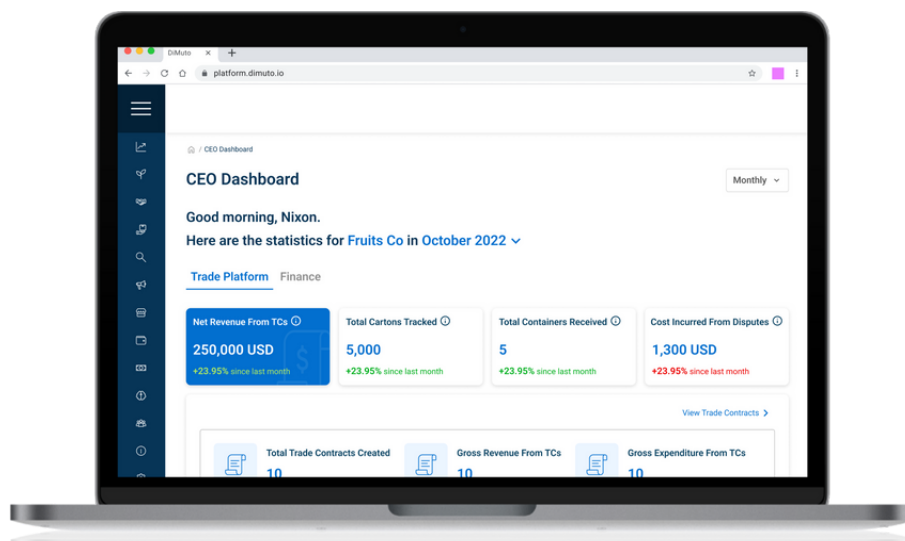 DiMuto
platform.dimuto.io
/ CEO Dashboard
CEO Dashboard
Monthly
Good morning, Nixon.
Here are the statistics for Fruits Co in October 2022
Trade Platform Finance
Net Revenue From TCs
250,000 USD
+23.95% since last month
Total Cartons Tracked
5,000
+23.95% since last month
Total Containers Received
5
+23.95% since last month
Cost Incurred From Disputes
1,300 USD
+23.95% since last month
View Trade Contracts
Total Trade Contracts Created
10
Gross Revenue From TCs
10
Gross Expenditure From TCs
10